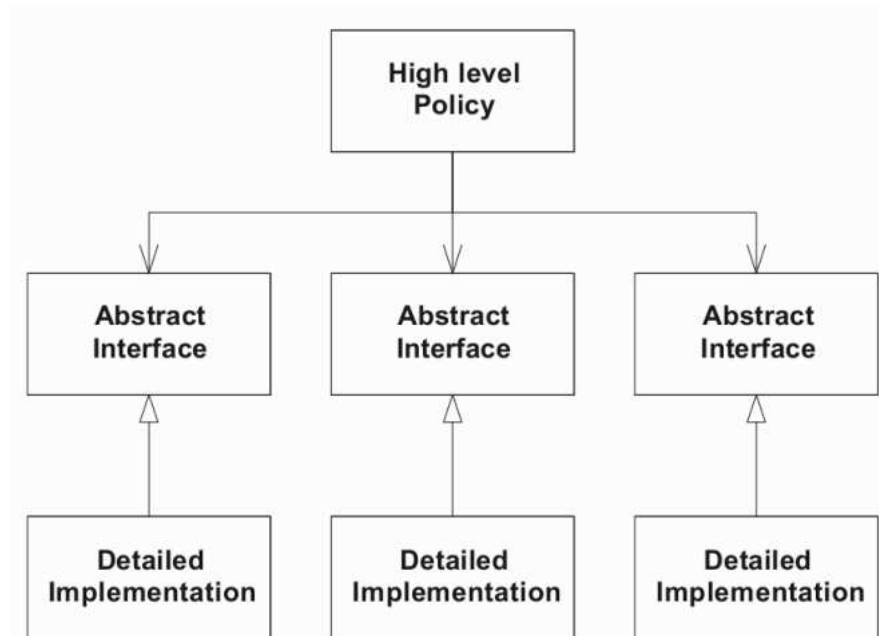 High level
Policy
Abstract
Interface
Abstract
Interface
Abstract
Interface
Detailed
Implementation
Detailed
Implementation
Detailed
Implementation